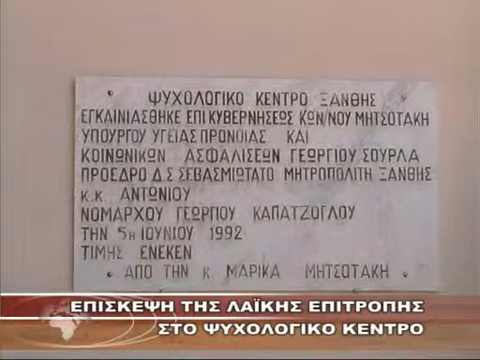 ΨΥΧΟΛΟΓΙΚΟ ΚΕΝΤΡΟ ΞΑΝΘΗΣ
ΕΓΚΑΙΝΙΑΣΘΗΚΕ ΕΠΙ ΚΥΒΕΡΝΗΣΕΩΣ ΚΩΝ/ΝΟΥ ΜΗΤΣΟΤΑΚΗ
ΥΠΟΥΡΓΟΥ ΥΓΕΙΑΣ ΠΡΟΝΟΙΑΣ ΚΑΙ
ΚΟΙΝΩΝΙΚΩΝ ΑΣΦΑΛΙΣΕΩΝ ΓΕΩΡΓΙΟΥ ΣΟΥΡΛΑ
ΠΡΟΕΔΡΟ Δ.Σ ΣΕΒΑΣΜΙΩΤΑΤΟ ΜΗΤΡΟΠΟΛΙΤΗ ΞΑΝΘΗΣ
Κ.Κ ΑΝΤΩΝΙΟΥ
ΝΟΜΑΡΧΟΥ ΓΕΩΡΓΙΟΥ ΚΑΠΑΤΖΟΓΛΟΥ
ΤΗΝ 5Η ΙΟΥΝΙΟΥ 1992
ΤΙΜΗΣ ΕΝΕΚΕΝ
ΑΠΟ ΤΗΝ Κ. ΜΑΡΙΚΑ ΜΗΤΣΟΤΑΚΗ
ΕΠΙΣΚΕΨΗ ΤΗΣ ΛΑΪΚΗΣ ΕΠΙΤΡΟΠΗΣ
ΣΤΟ ΨΥΧΟΛΟΓΙΚΟ ΚΕΝΤΡΟ